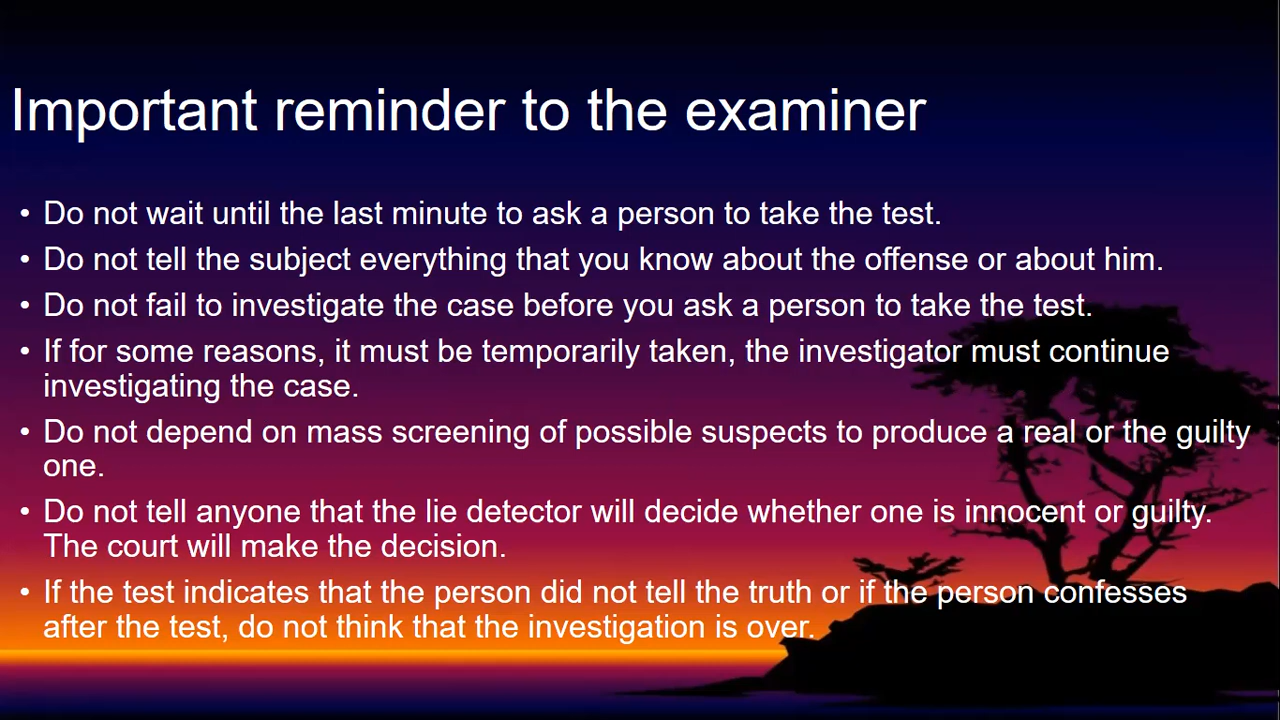 Important reminder to the examiner
• Do not wait until the last minute to ask a person to take the test.
• Do not tell the subject everything that you know about the offense or about him.
• Do not fail to investigate the case before you ask a person to take the test.
• If for some reasons, it must be temporarily taken, the investigator must continue
investigating the case.
• Do not depend on mass screening of possible suspects to produce a real or the guilty
one.
• Do not tell anyone that the lie detector will decide whether one is innocent or guilty.
The court will make the decision.
• If the test indicates that the person did not tell the truth or if the person confesses
after the test, do not think that the investigation is over.